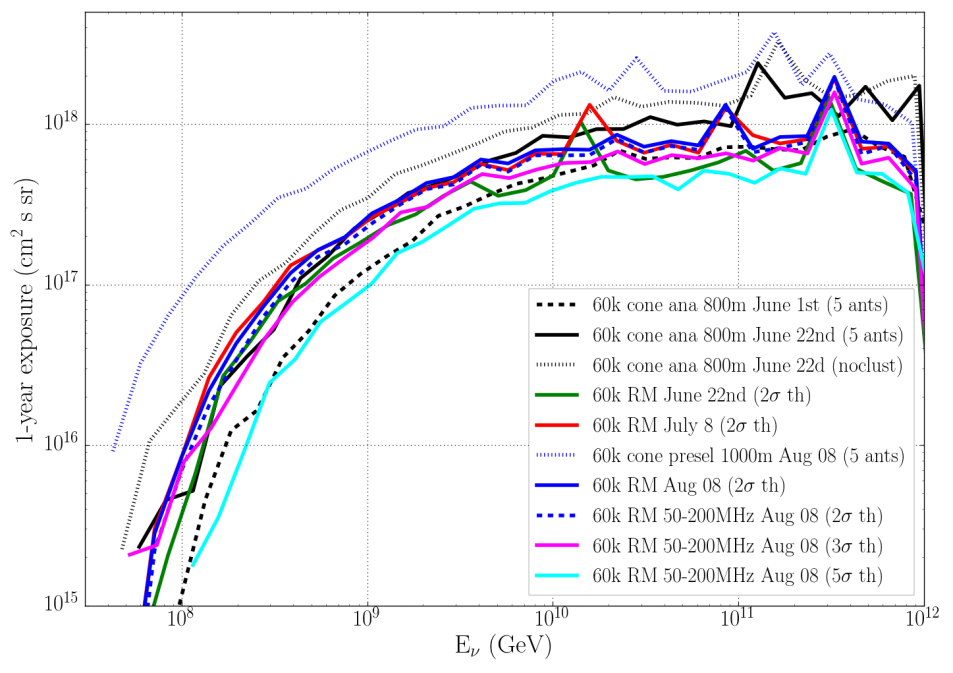 1-year exposure (cm² s sr)
10¹⁸
10¹⁷
10¹⁶
10¹⁵
60k cone ana 800m June 1st (5 ants)
60k cone ana 800m June 22nd (5 ants)
60k cone ana 800m June 22d (noclust)
60k RM June 22nd (2σ th)
60k RM July 8 (2σ th)
60k cone presel 1000m Aug 08 (5 ants)
60k RM Aug 08 (2σ th)
60k RM 50-200MHz Aug 08 (2σ th)
60k RM 50-200MHz Aug 08 (3σ th)
60k RM 50-200MHz Aug 08 (5σ th)
10⁸ 10⁹ 10¹⁰ 10¹¹ 10¹²
Eν (GeV)